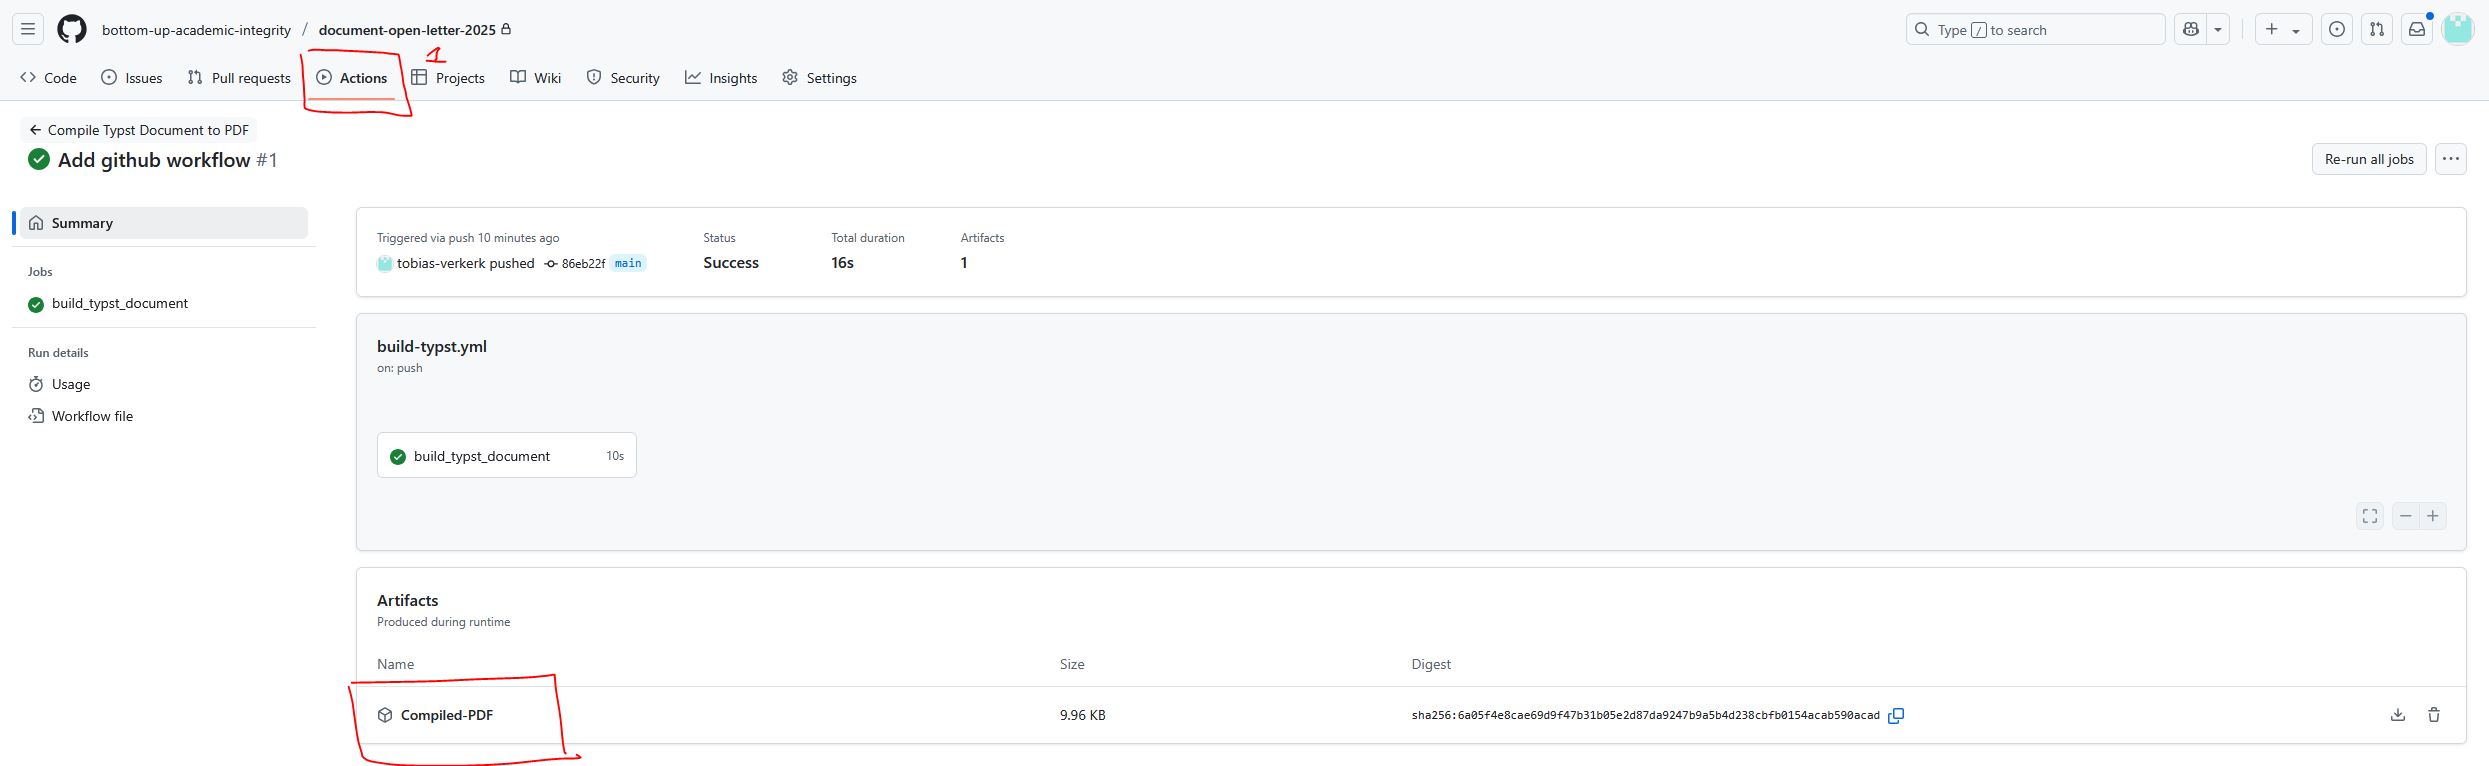 bottom-up-academic-integrity / document-open-letter-2025
Type / to search
1
Code Issues Pull requests Actions Projects Wiki Security Insights Settings
Compile Typst Document to PDF
Add github workflow #1
Re-run all jobs
Summary
Jobs
build_typst_document
Run details
Usage
Workflow file
Triggered via push 10 minutes ago Status Total duration Artifacts
tobias-verkerk pushed 86eb22f main Success 16s 1
build-typst.yml
on: push
build_typst_document 10s
Artifacts
Produced during runtime
Name Size Digest
Compiled-PDF 9.96 KB sha256:6a05f4e8cae69d9f47b31b05e2d87da9247b9a5b4d238cbfb0154acab590acad